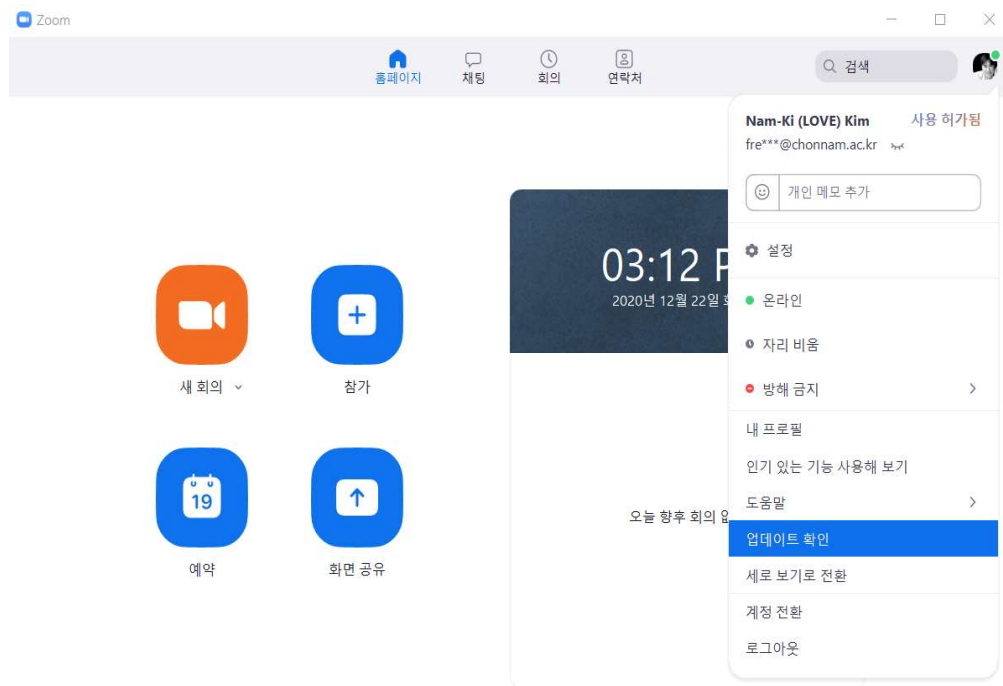 Zoom
홈페이지
채팅
회의
연락처
검색
Nam-Ki (LOVE) Kim 사용 허가됨
fre***@chonnam.ac.kr
개인 메모 추가
설정
03:12
2020년 12월 22일
온라인
자리 비움
방해 금지
새 회의
참가
내 프로필
인기 있는 기능 사용해 보기
도움말
19
오늘 향후 회의
업데이트 확인
예약
화면 공유
세로 보기로 전환
계정 전환
로그아웃